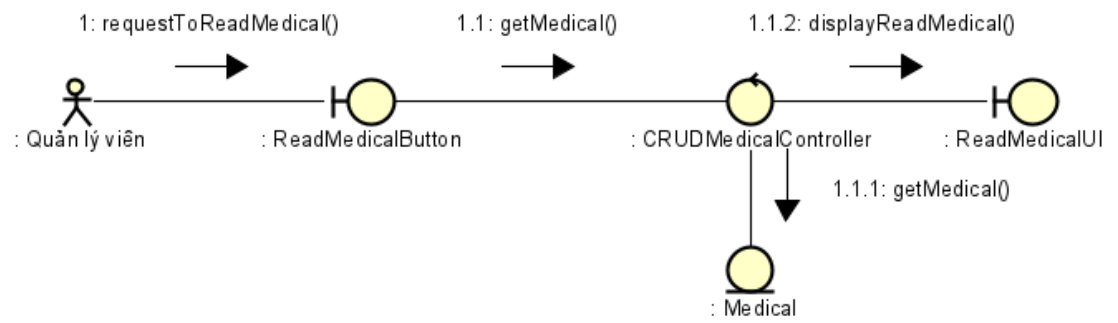 1: requestToReadMedical()
1.1: getMedical()
1.1.2: displayReadMedical()
: Quản lý viên
: ReadMedicalButton
: CRUDMedicalController
: ReadMedicalUI
1.1.1: getMedical()
: Medical